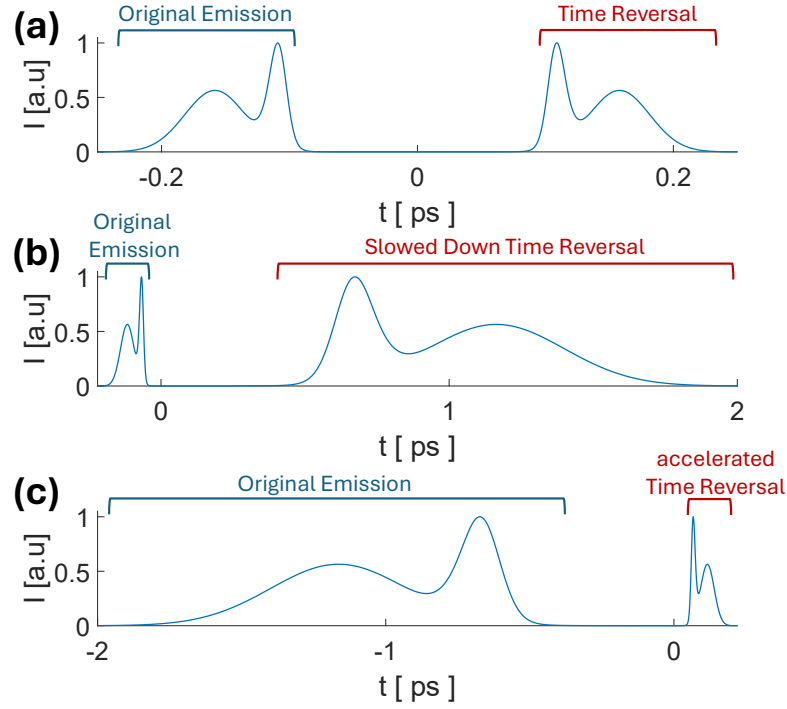 (a)
Original Emission
Time Reversal
I [a.u]
1
0.5
0
-0.2
0
0.2
t [ ps ]
(b)
Original
Emission
Slowed Down Time Reversal
I [a.u]
1
0.5
0
0
1
2
t [ ps ]
(c)
Original Emission
accelerated
Time Reversal
I [a.u]
1
0.5
0
-2
-1
0
t [ ps ]